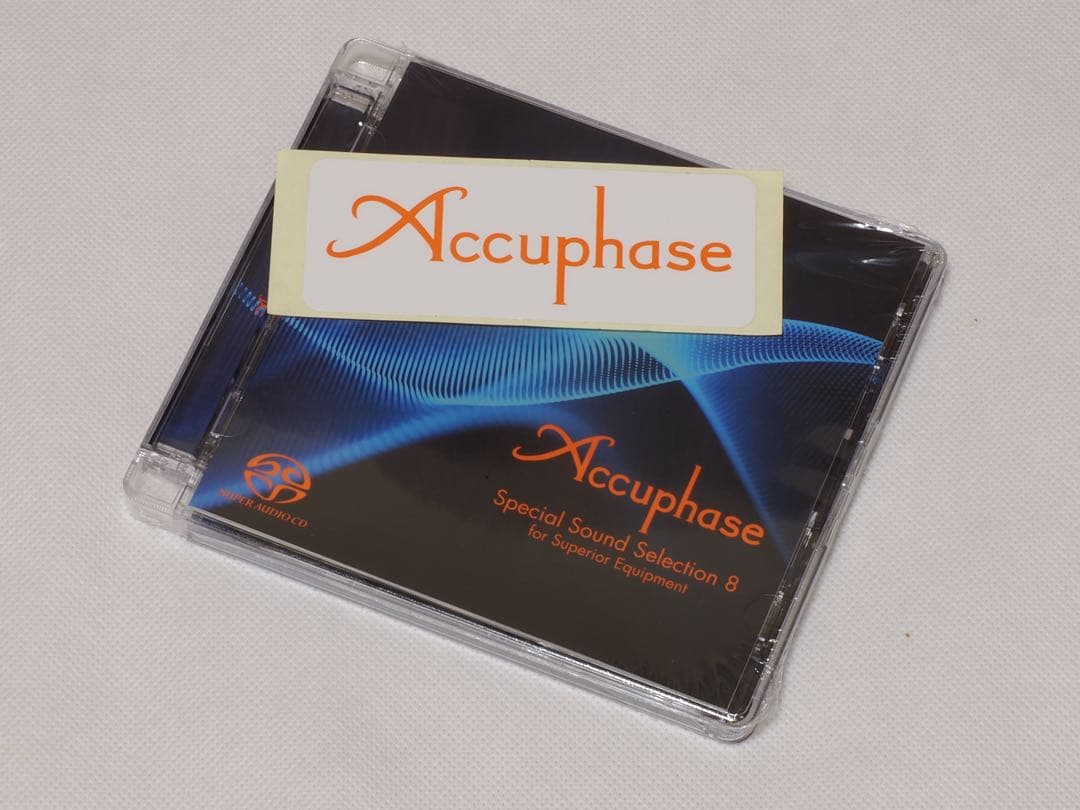 Accuphase
Accuphase
Special Sound Selection 8
for Superior Equipment
SUPER AUDIO CD